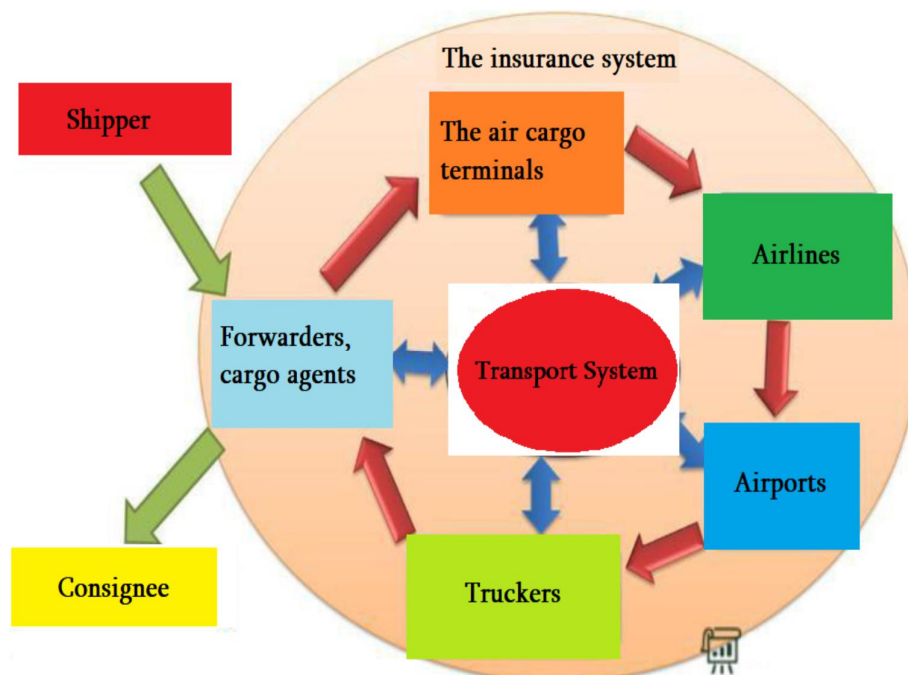 The insurance system
Shipper
The air cargo
terminals
Airlines
Forwarders,
cargo agents
Transport System
Airports
Consignee
Truckers